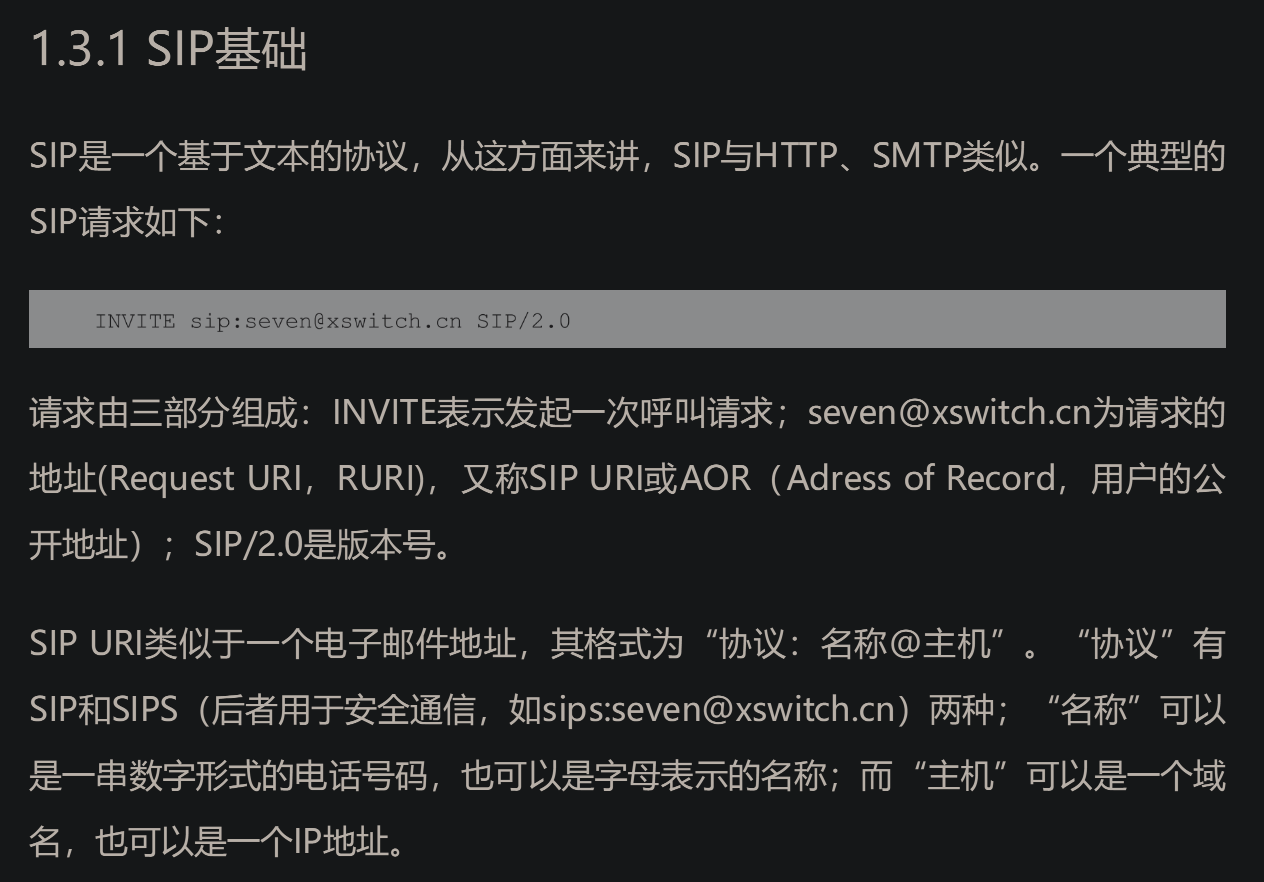 1.3.1 SIP基础
SIP是一个基于文本的协议，从这方面来讲，SIP与HTTP、SMTP类似。一个典型的
SIP请求如下：
INVITE sip:seven@xswitch.cn SIP/2.0
请求由三部分组成：INVITE表示发起一次呼叫请求；seven@xswitch.cn为请求的
地址(Request URI，RURI)，又称SIP URI或AOR（Adress of Record，用户的公
开地址）；SIP/2.0是版本号。
SIP URI类似于一个电子邮件地址，其格式为“协议：名称@主机”。“协议”有
SIP和SIPS（后者用于安全通信，如sips:seven@xswitch.cn）两种；“名称”可以
是一串数字形式的电话号码，也可以是字母表示的名称；而“主机”可以是一个域
名，也可以是一个IP地址。